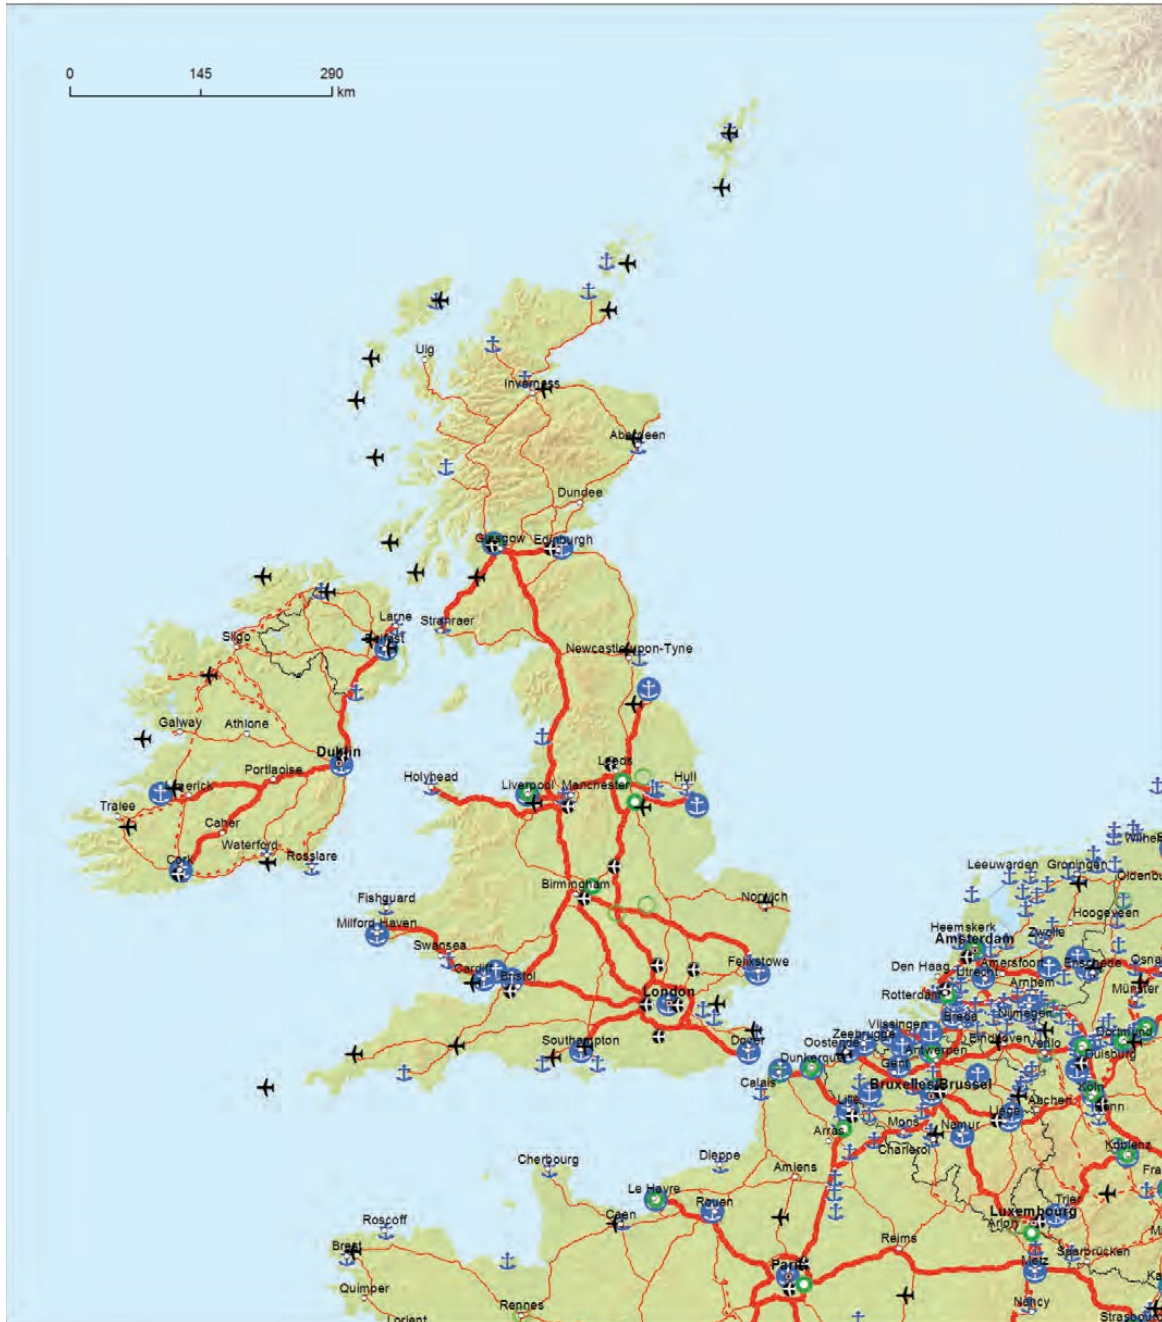 0 145 290
km
Uig
Inverness
Aberdeen
Dundee
Glasgow
Edinburgh
Stranraer
Larne
Belfast
Sligo
Newcastle-upon-Tyne
Galway
Athlone
Dublin
Portlaoise
Holyhead
Leeds
Liverpool
Manchester
Hull
Tralee
Caher
Waterford
Cork
Rosslare
Birmingham
Norwich
Fishguard
Milford Haven
Swansea
Cardiff
Bristol
Felixstowe
London
Southampton
Dover
Leeuwarden
Groningen
Hoogeveen
Heemskerk
Zwolle
Amsterdam
Amersfoort
Enschede
Den Haag
Utrecht
Arnhem
Münster
Rotterdam
Breda
Nijmegen
Vlissingen
Zeebrugge
Oostende
Antwerpen
Eindhoven
Venlo
Dortmund
Duisburg
Dunkerque
Gent
Calais
Bruxelles/Brussel
Köln
Aachen
Lille
Liège
Mons
Namur
Arras
Charleroi
Koblenz
Dieppe
Cherbourg
Amiens
Le Havre
Rouen
Trier
Luxembourg
Arlon
Caen
Roscoff
Reims
Saarbrücken
Brest
Metz
Quimper
Rennes
Nancy
Lorient